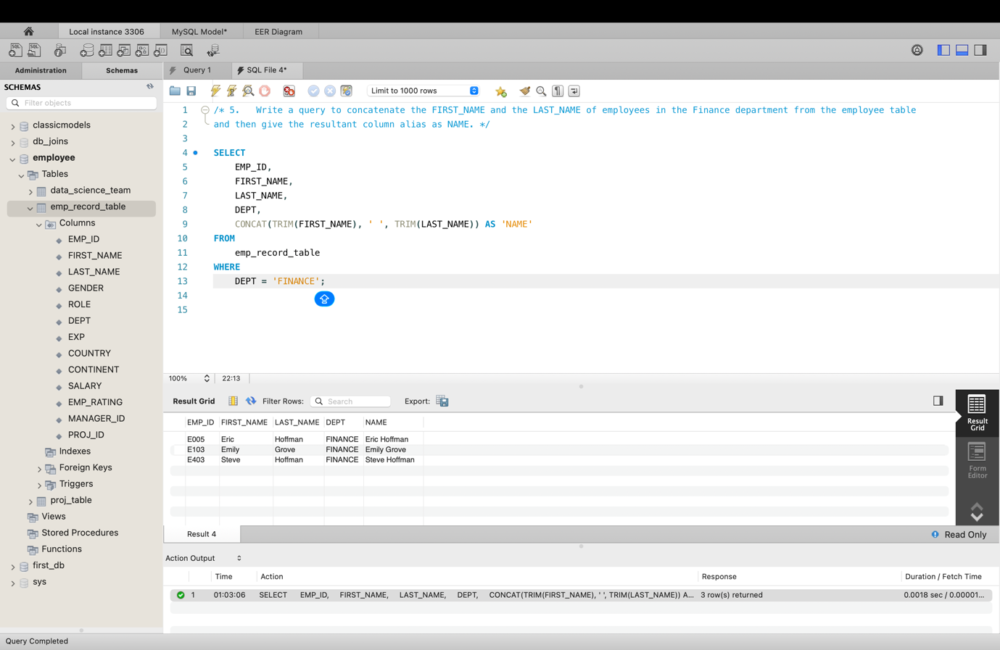 Local instance 3306
MySQL Model*
EER Diagram
Administration
Schemas
Query 1
SQL File 4*
SCHEMAS
Filter objects
classicmodels
db_joins
employee
Tables
data_science_team
emp_record_table
Columns
EMP_ID
FIRST_NAME
LAST_NAME
GENDER
ROLE
DEPT
EXP
COUNTRY
CONTINENT
SALARY
EMP_RATING
MANAGER_ID
PROJ_ID
Indexes
Foreign Keys
Triggers
proj_table
Views
Stored Procedures
Functions
first_db
sys
Limit to 1000 rows
1 /* 5.   Write a query to concatenate the FIRST_NAME and the LAST_NAME of employees in the Finance department from the employee table
2 and then give the resultant column alias as NAME. */
3
4 SELECT
5 EMP_ID,
6 FIRST_NAME,
7 LAST_NAME,
8 DEPT,
9 CONCAT(TRIM(FIRST_NAME), ' ', TRIM(LAST_NAME)) AS 'NAME'
10 FROM
11 emp_record_table
12 WHERE
13 DEPT = 'FINANCE';
14
15
100% 22:13
Result Grid Filter Rows: Search Export:
EMP_ID FIRST_NAME LAST_NAME DEPT NAME
E005 Eric Hoffman FINANCE Eric Hoffman
E103 Emily Grove FINANCE Emily Grove
E403 Steve Hoffman FINANCE Steve Hoffman
Result
Grid
Form
Editor
Result 4
Read Only
Action Output
Time Action Response Duration / Fetch Time
1 01:03:06 SELECT EMP_ID, FIRST_NAME, LAST_NAME, DEPT, CONCAT(TRIM(FIRST_NAME), ' ', TRIM(LAST_NAME)) A... 3 row(s) returned 0.0018 sec / 0.00001...
Query Completed